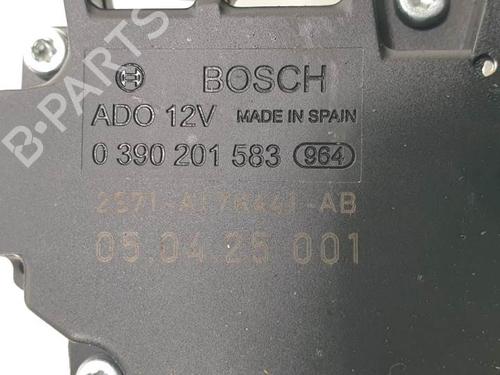 B-PARTS
BOSCH
ADO 12V MADE IN SPAIN
0 390 201 583 964
05.04.25 001